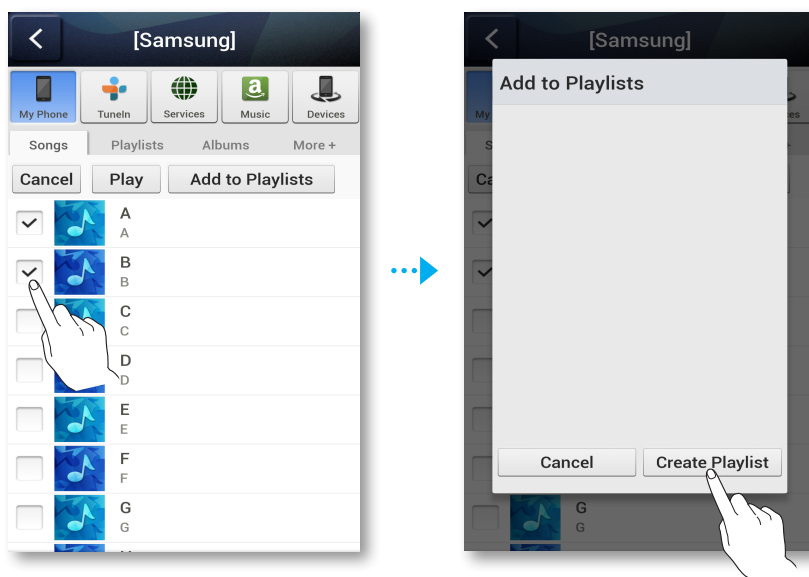 [Samsung]
My Phone TuneIn Services Music Devices
Songs Playlists Albums More +
Cancel Play Add to Playlists
A
A
B
B
C
C
D
D
E
E
F
F
G
G
[Samsung]
Add to Playlists
Cancel Create Playlist
G
G